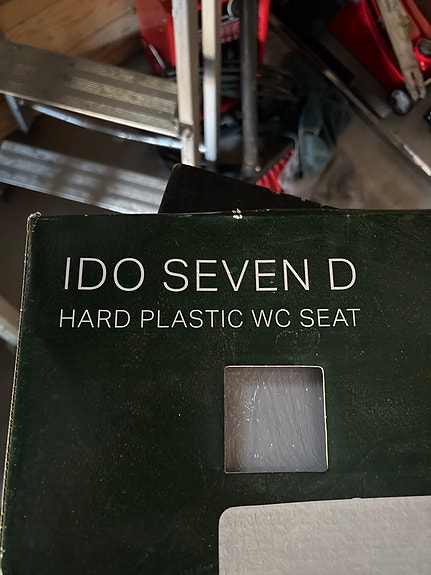 IDO SEVEN D
HARD PLASTIC WC SEAT